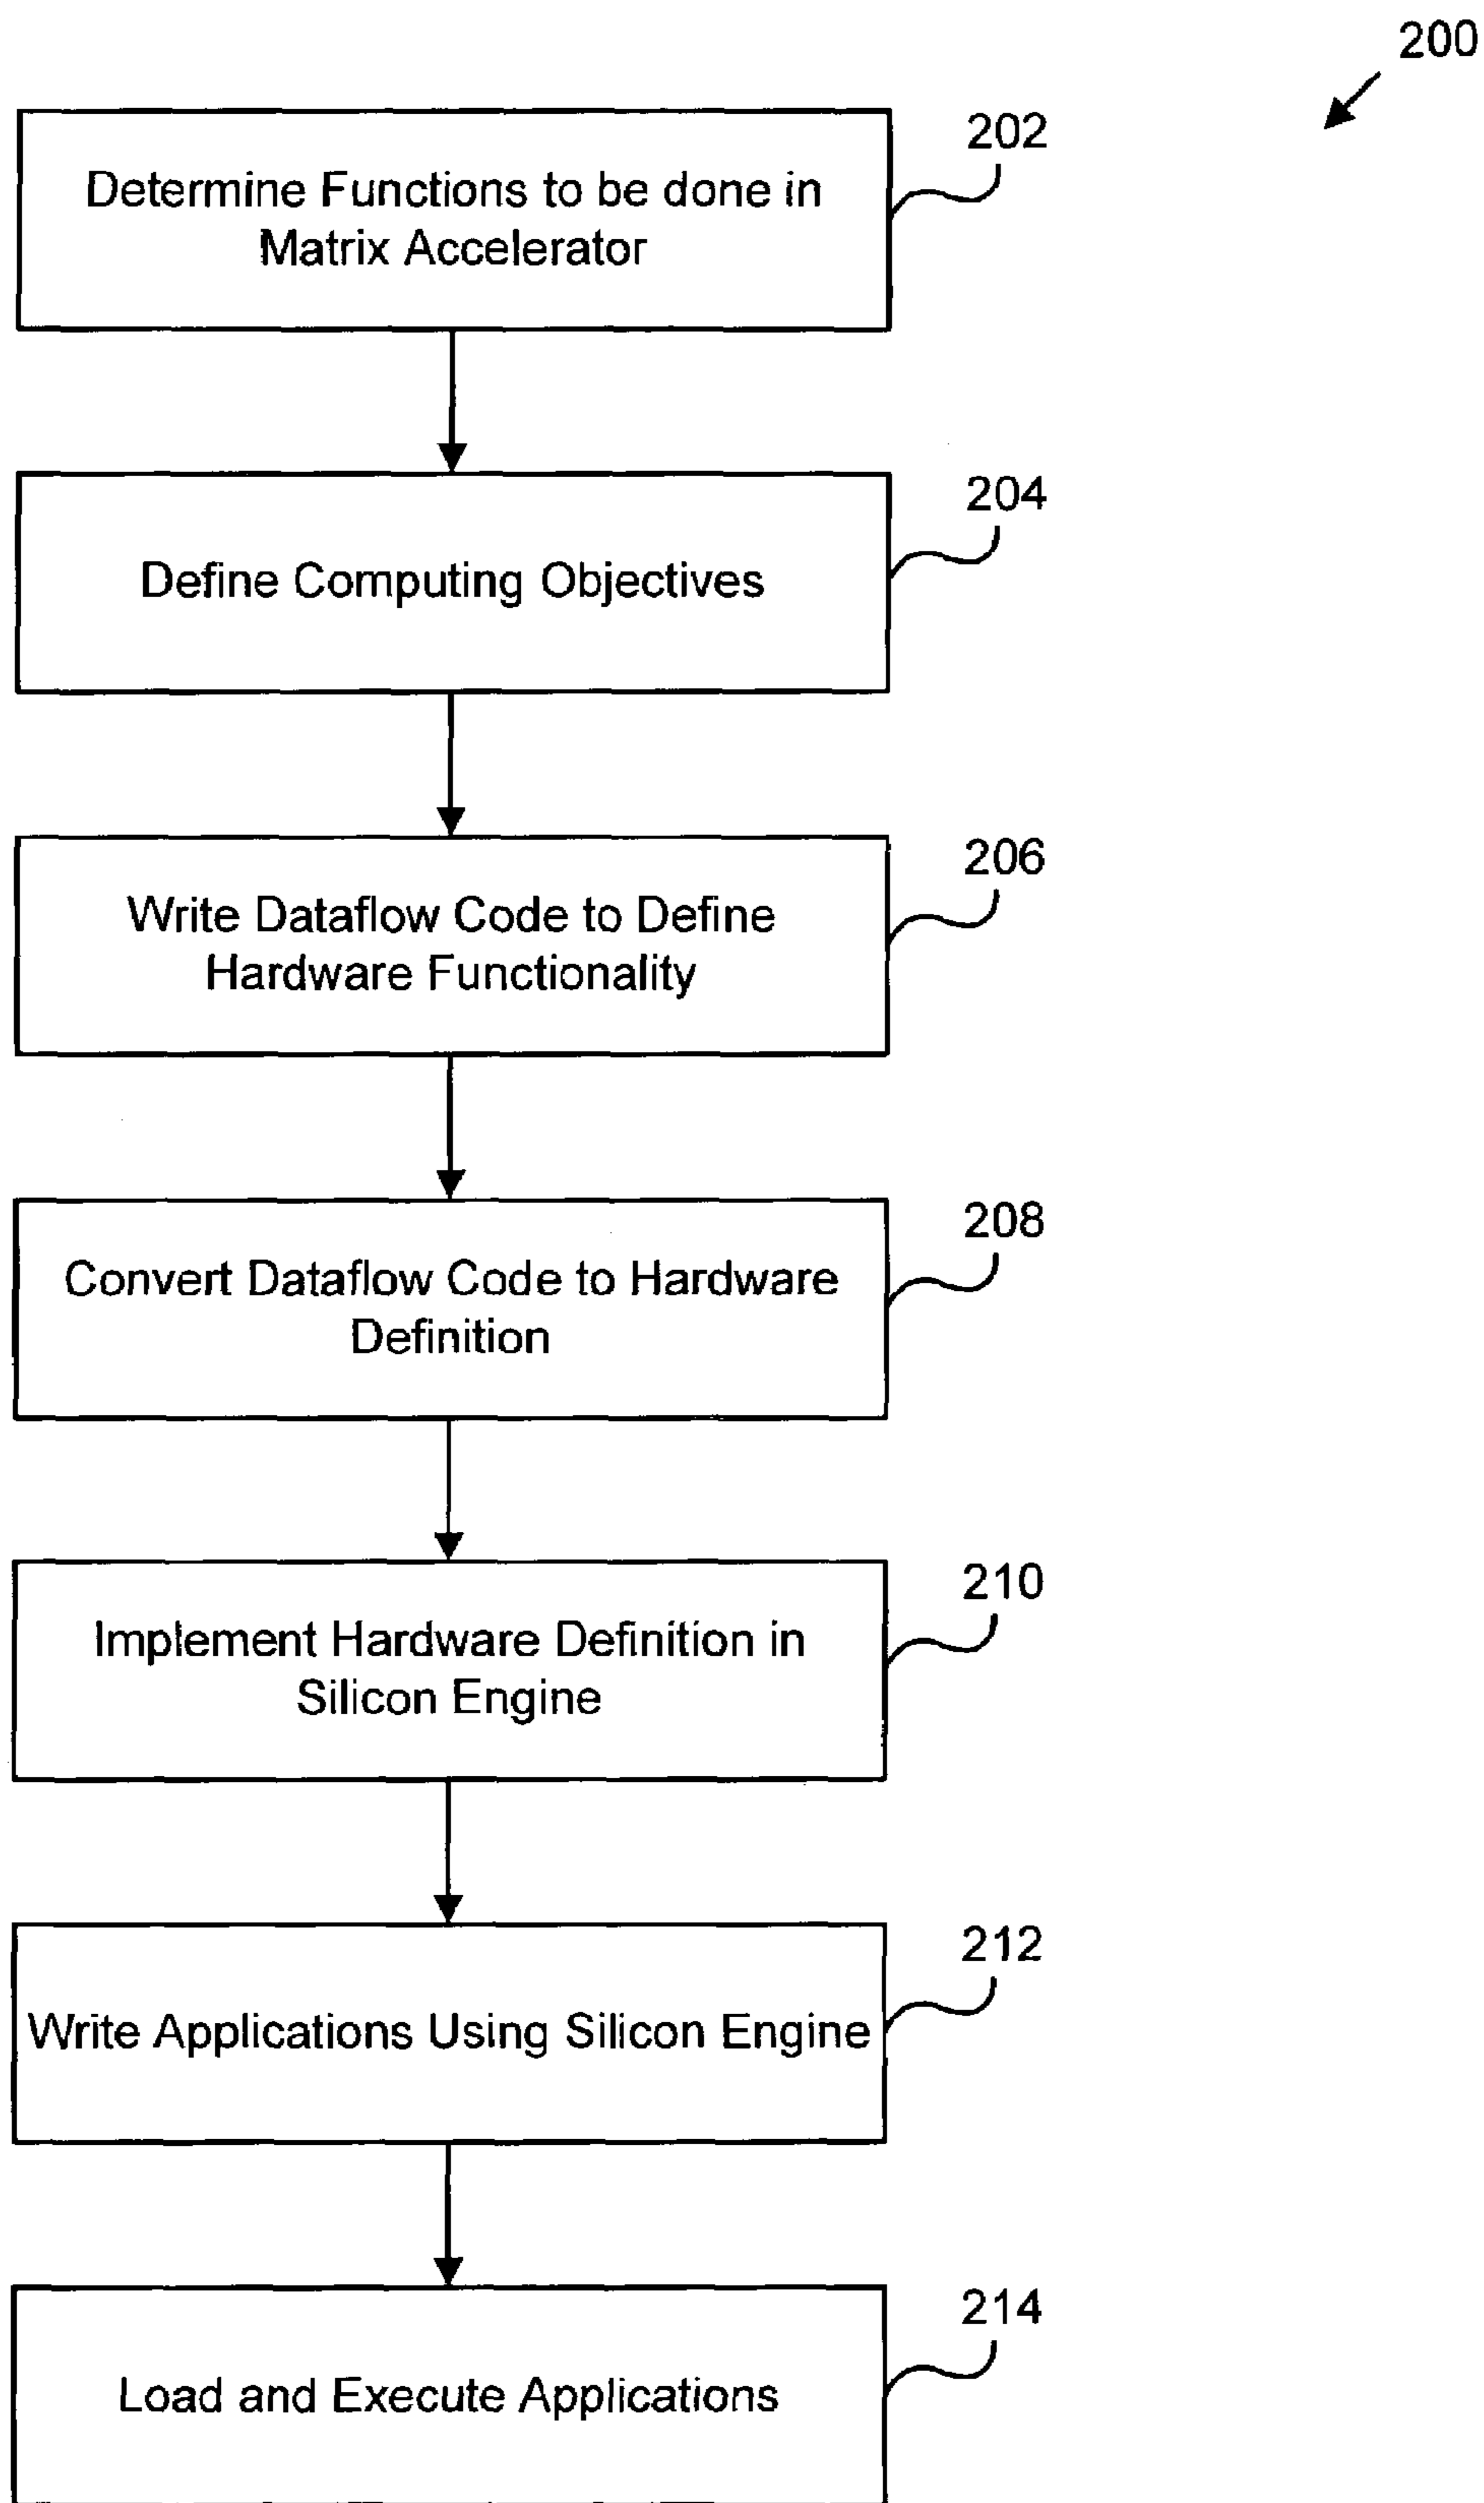 200
202
Determine Functions to be done in
Matrix Accelerator
204
Define Computing Objectives
206
Write Dataflow Code to Define
Hardware Functionality
208
Convert Dataflow Code to Hardware
Definition
210
Implement Hardware Definition in
Silicon Engine
212
Write Applications Using Silicon Engine
214
Load and Execute Applications